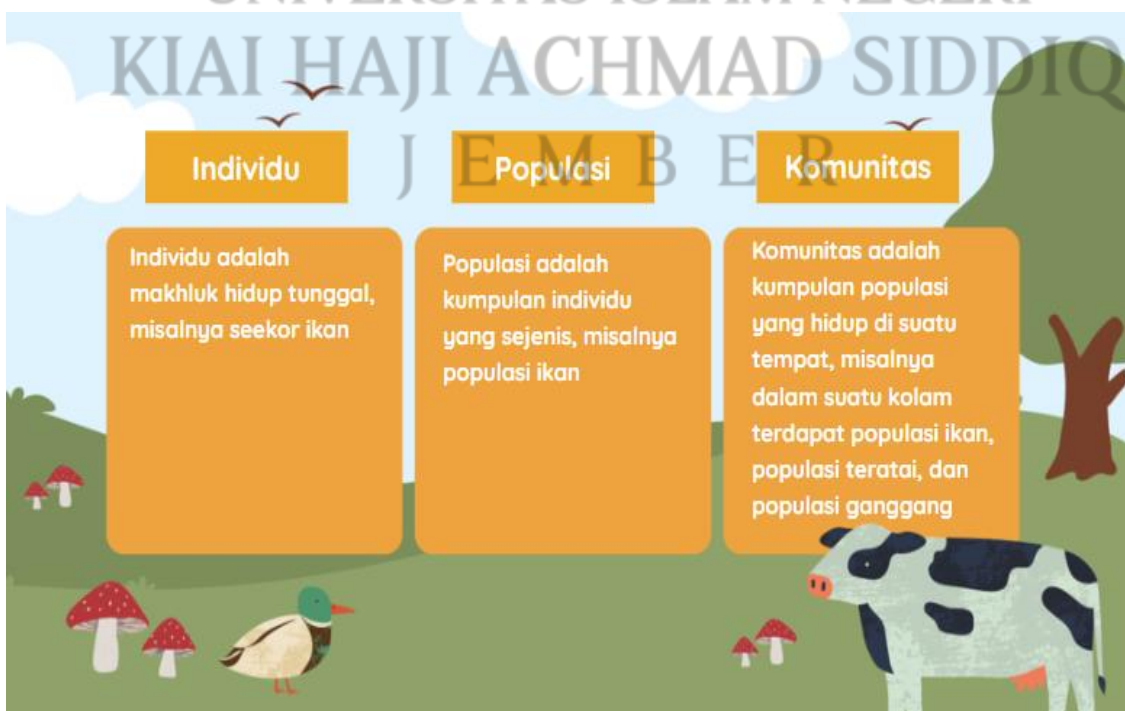 KIAI HAJI ACHMAD SIDDIQ
JEMBER
Individu
Populasi
Komunitas
Individu adalah
makhluk hidup tunggal,
misalnya seekor ikan
Populasi adalah
kumpulan individu
yang sejenis, misalnya
populasi ikan
Komunitas adalah
kumpulan populasi
yang hidup di suatu
tempat, misalnya
dalam suatu kolam
terdapat populasi ikan,
populasi teratai, dan
populasi ganggang